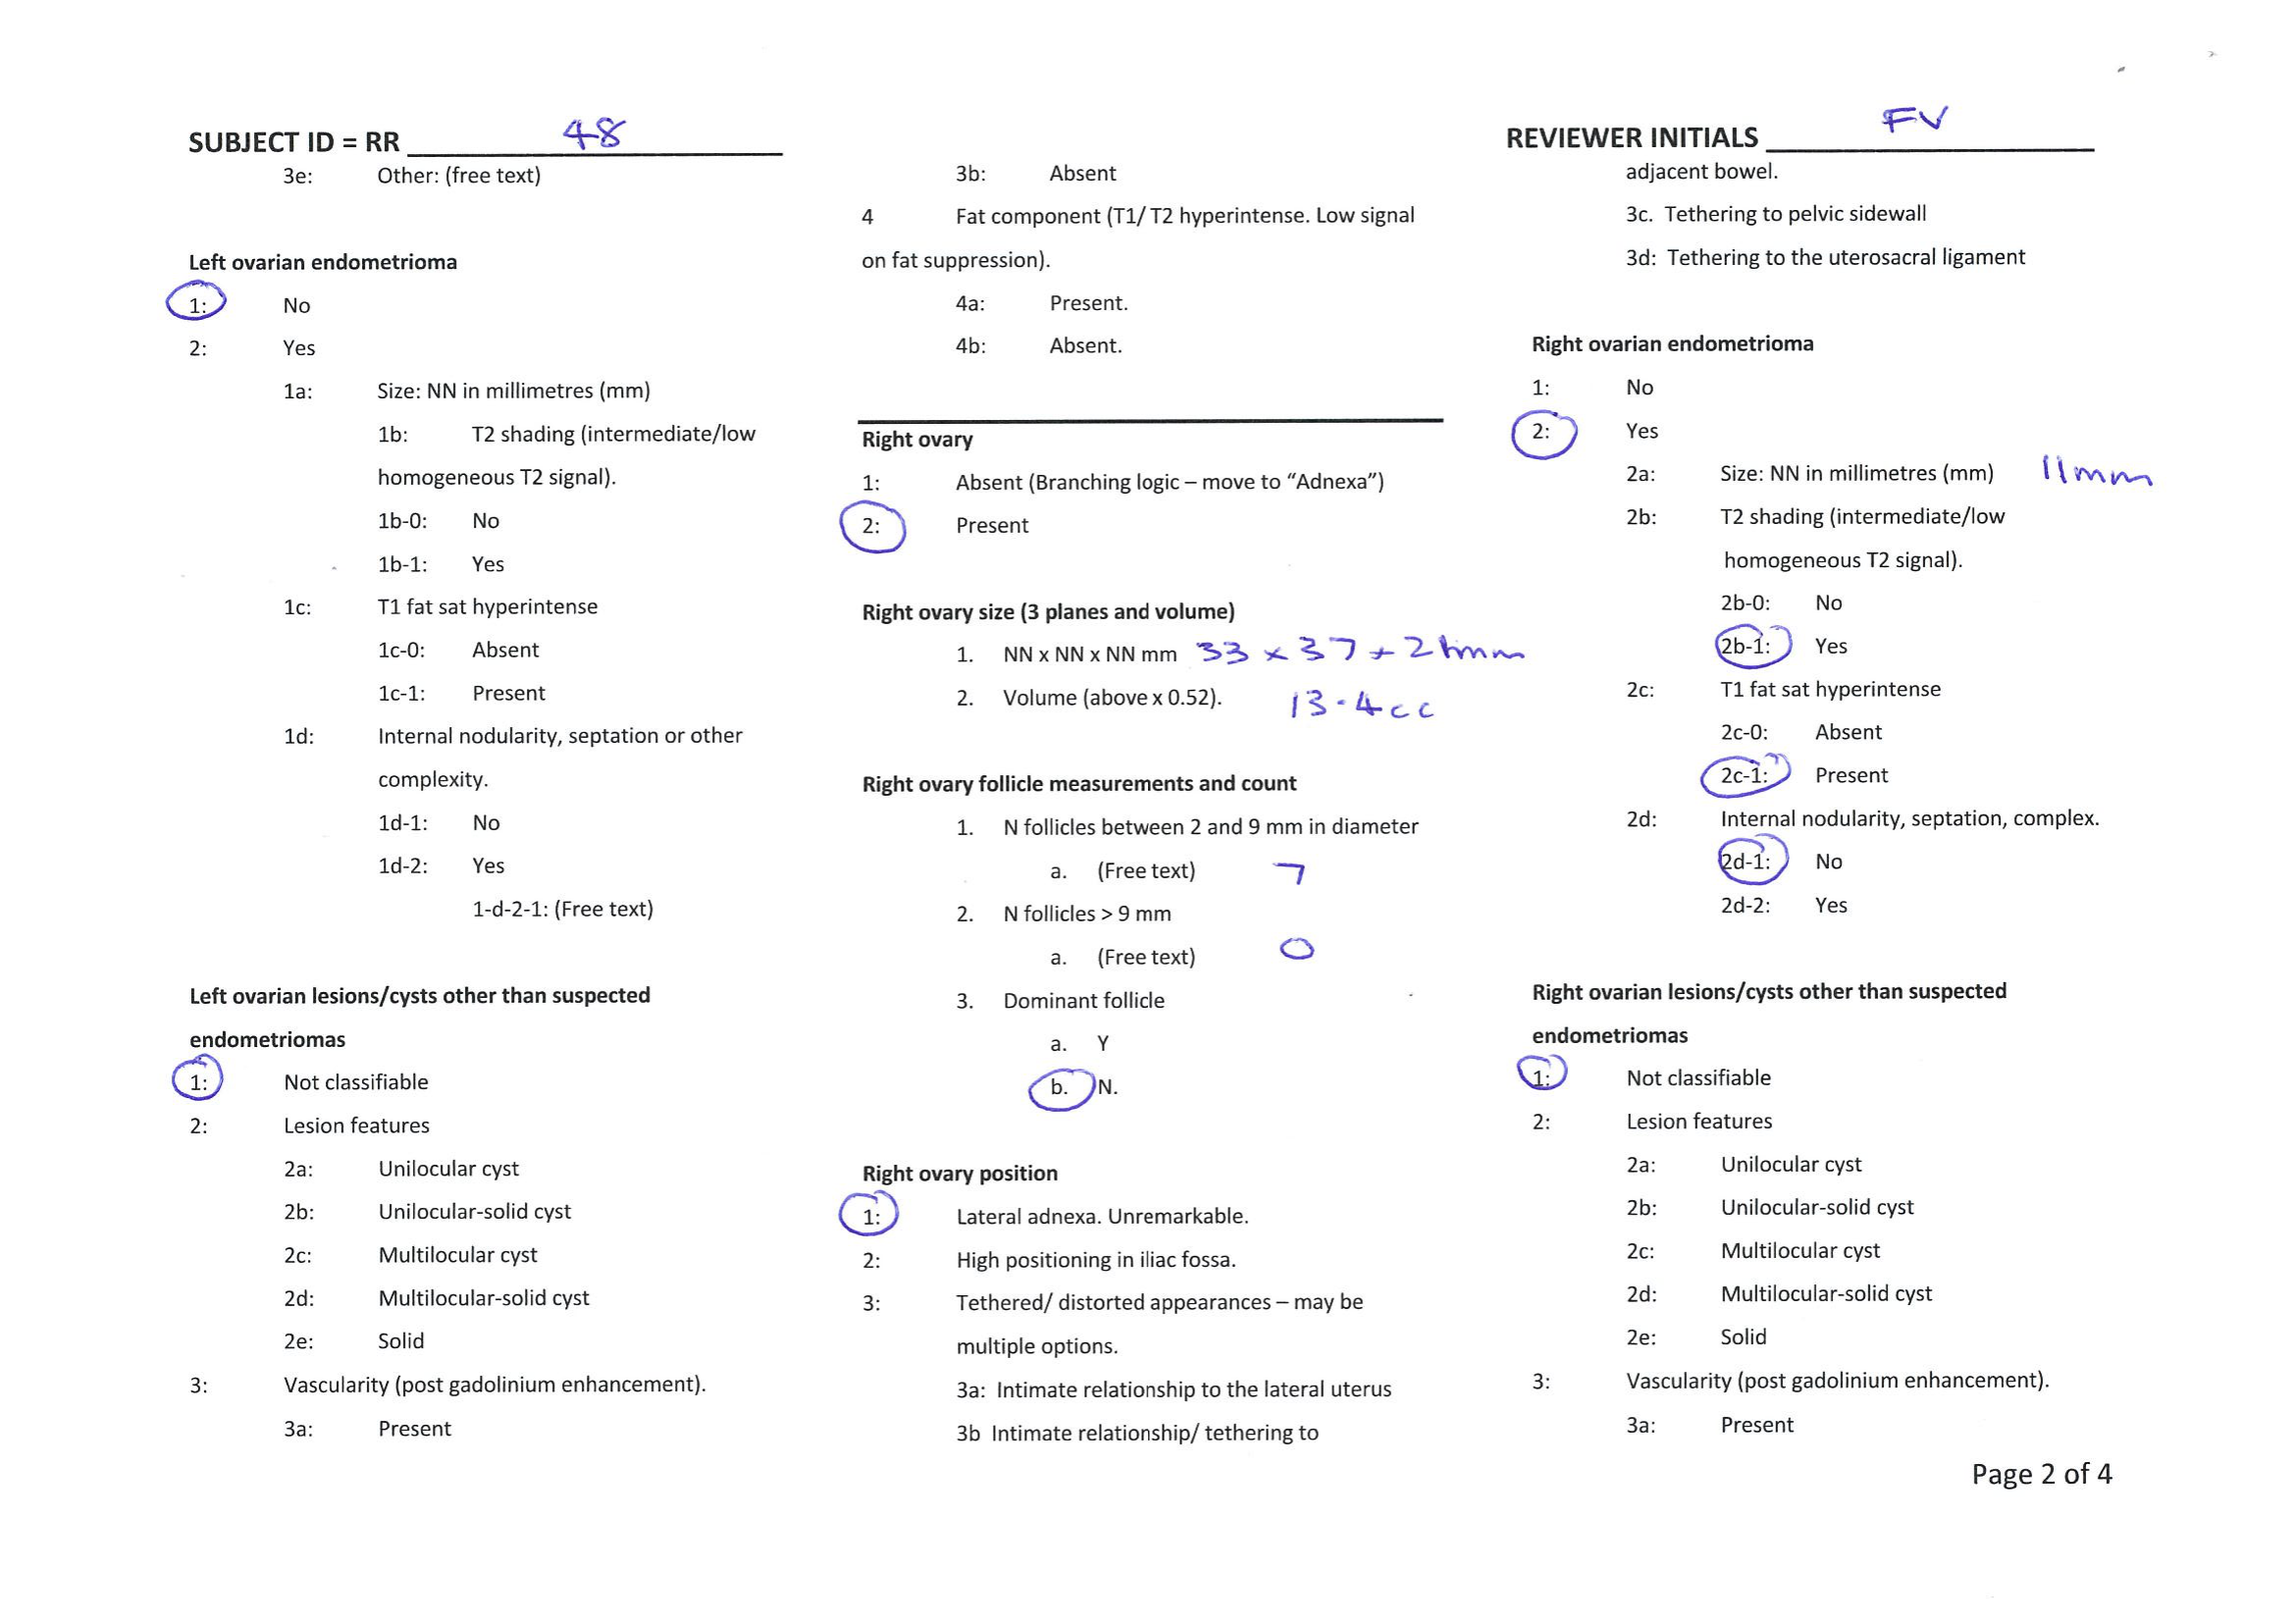 SUBJECT ID = RR 48
3e: Other: (free text)
Left ovarian endometrioma
1: No
2: Yes
1a: Size: NN in millimetres (mm)
1b: T2 shading (intermediate/low
homogeneous T2 signal).
1b-0: No
1b-1: Yes
1c: T1 fat sat hyperintense
1c-0: Absent
1c-1: Present
1d: Internal nodularity, septation or other
complexity.
1d-1: No
1d-2: Yes
1-d-2-1: (Free text)
Left ovarian lesions/cysts other than suspected
endometriomas
1: Not classifiable
2: Lesion features
2a: Unilocular cyst
2b: Unilocular-solid cyst
2c: Multilocular cyst
2d: Multilocular-solid cyst
2e: Solid
3: Vascularity (post gadolinium enhancement).
3a: Present
3b: Absent
4 Fat component (T1/ T2 hyperintense. Low signal
on fat suppression).
4a: Present.
4b: Absent.
Right ovary
1: Absent (Branching logic – move to “Adnexa”)
2: Present
Right ovary size (3 planes and volume)
1. NN x NN x NN mm 33 x 37 x 21mm
2. Volume (above x 0.52). 13.4cc
Right ovary follicle measurements and count
1. N follicles between 2 and 9 mm in diameter
a. (Free text) 7
2. N follicles > 9 mm
a. (Free text) 0
3. Dominant follicle
a. Y
b. N.
Right ovary position
1: Lateral adnexa. Unremarkable.
2: High positioning in iliac fossa.
3: Tethered/ distorted appearances – may be
multiple options.
3a: Intimate relationship to the lateral uterus
3b Intimate relationship/ tethering to
REVIEWER INITIALS FV
adjacent bowel.
3c. Tethering to pelvic sidewall
3d: Tethering to the uterosacral ligament
Right ovarian endometrioma
1: No
2: Yes
2a: Size: NN in millimetres (mm) 11mm
2b: T2 shading (intermediate/low
homogeneous T2 signal).
2b-0: No
2b-1: Yes
2c: T1 fat sat hyperintense
2c-0: Absent
2c-1: Present
2d: Internal nodularity, septation, complex.
2d-1: No
2d-2: Yes
Right ovarian lesions/cysts other than suspected
endometriomas
1: Not classifiable
2: Lesion features
2a: Unilocular cyst
2b: Unilocular-solid cyst
2c: Multilocular cyst
2d: Multilocular-solid cyst
2e: Solid
3: Vascularity (post gadolinium enhancement).
3a: Present
Page 2 of 4